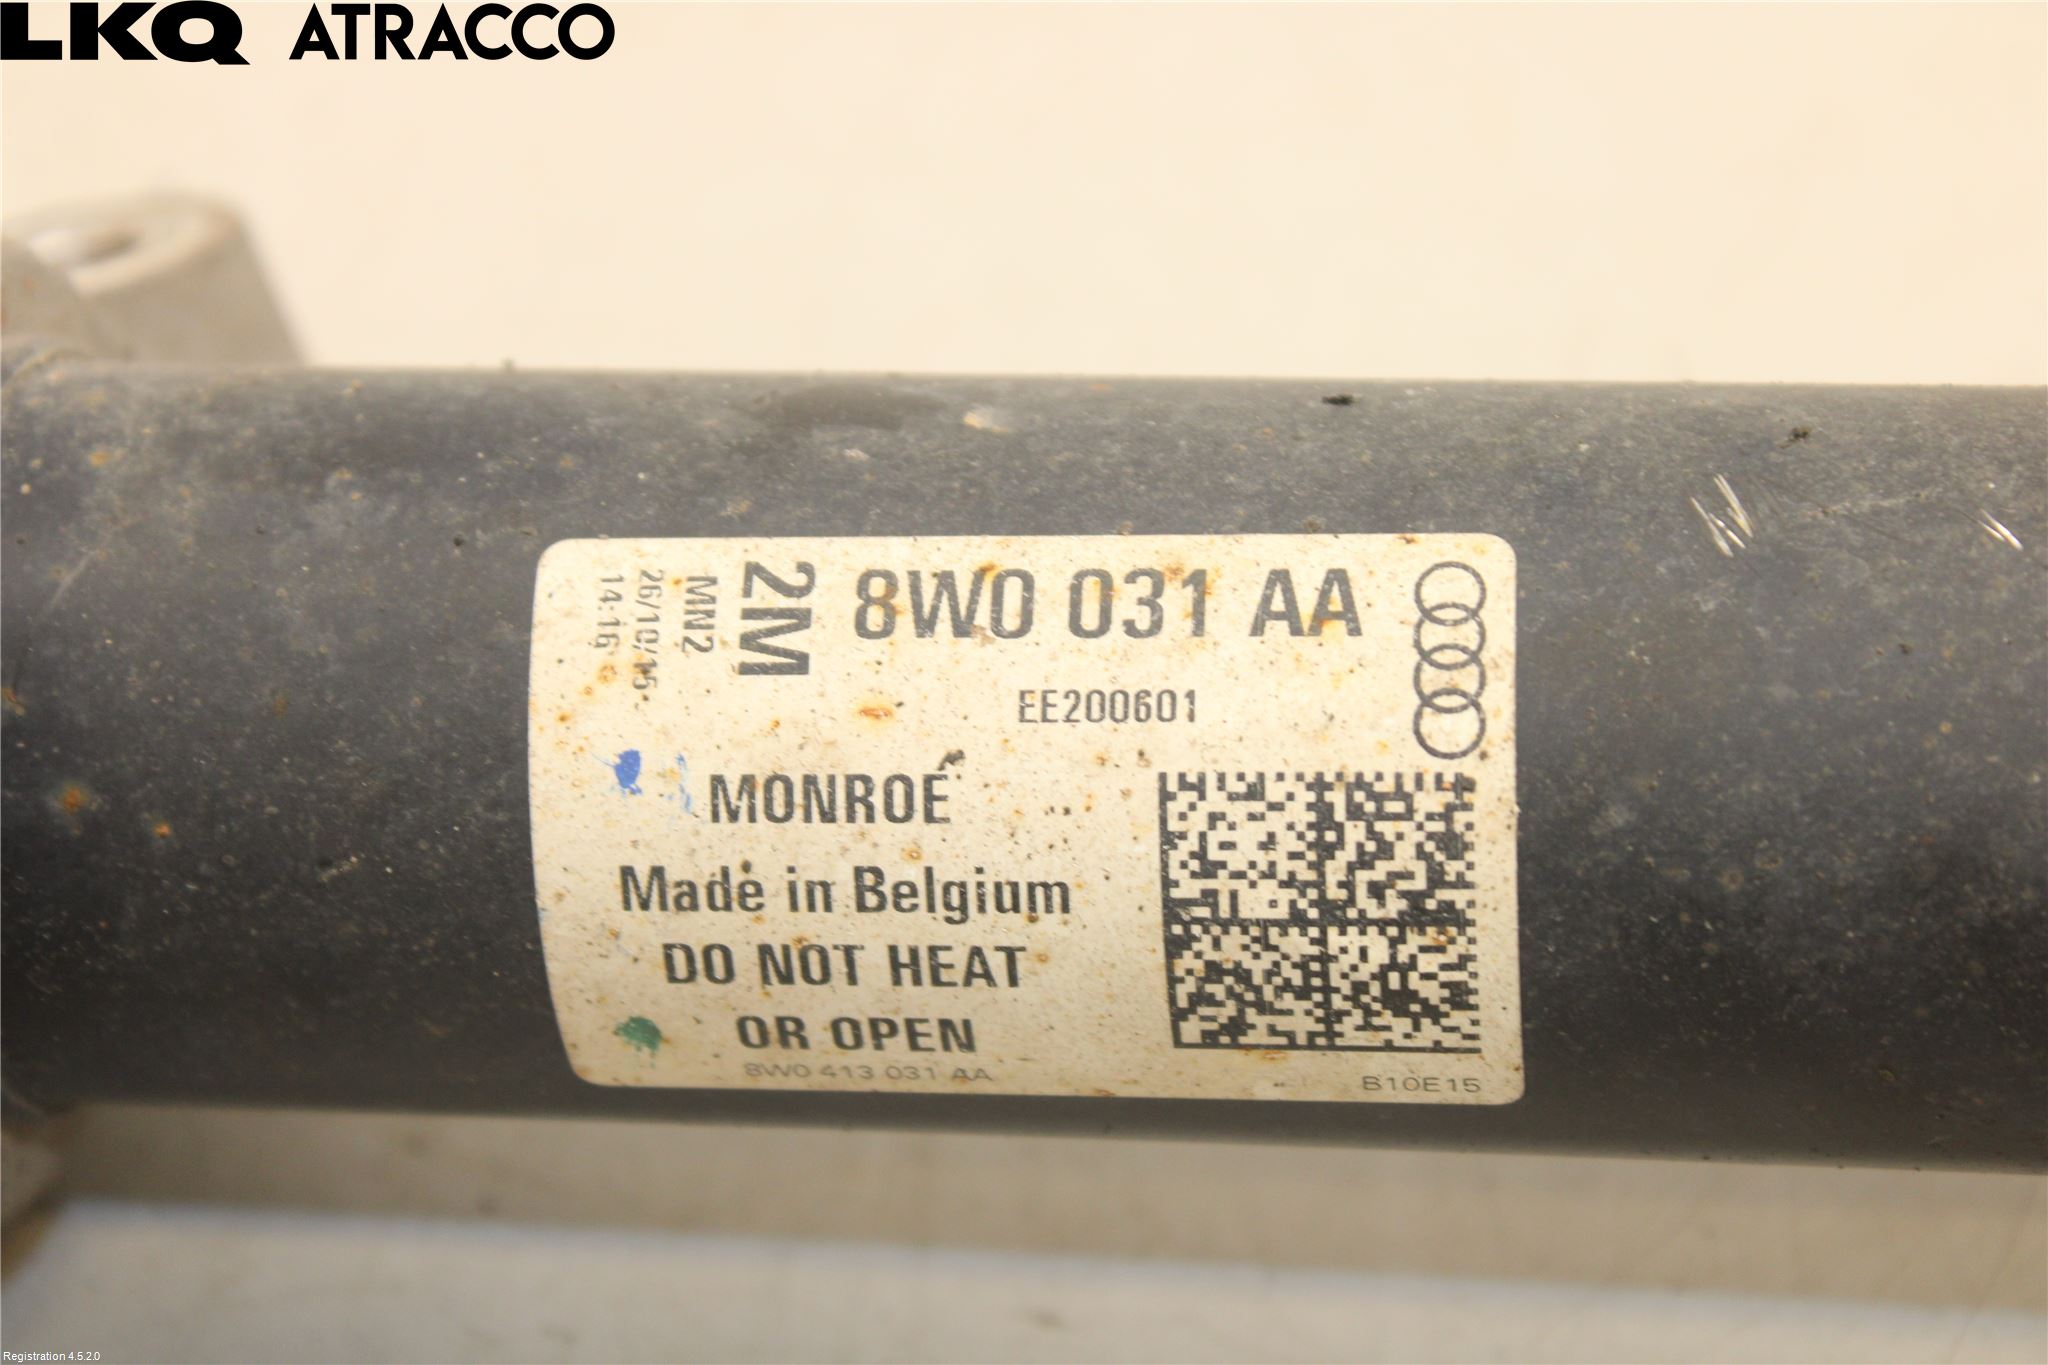 LKQ ATRACCO
2M 8W0 031 AA
MN2
26/10/15
14:16
EE200601
MONROE
Made in Belgium
DO NOT HEAT
OR OPEN
8W0 413 031 AA
B10E15
Registration 4.5.2.0